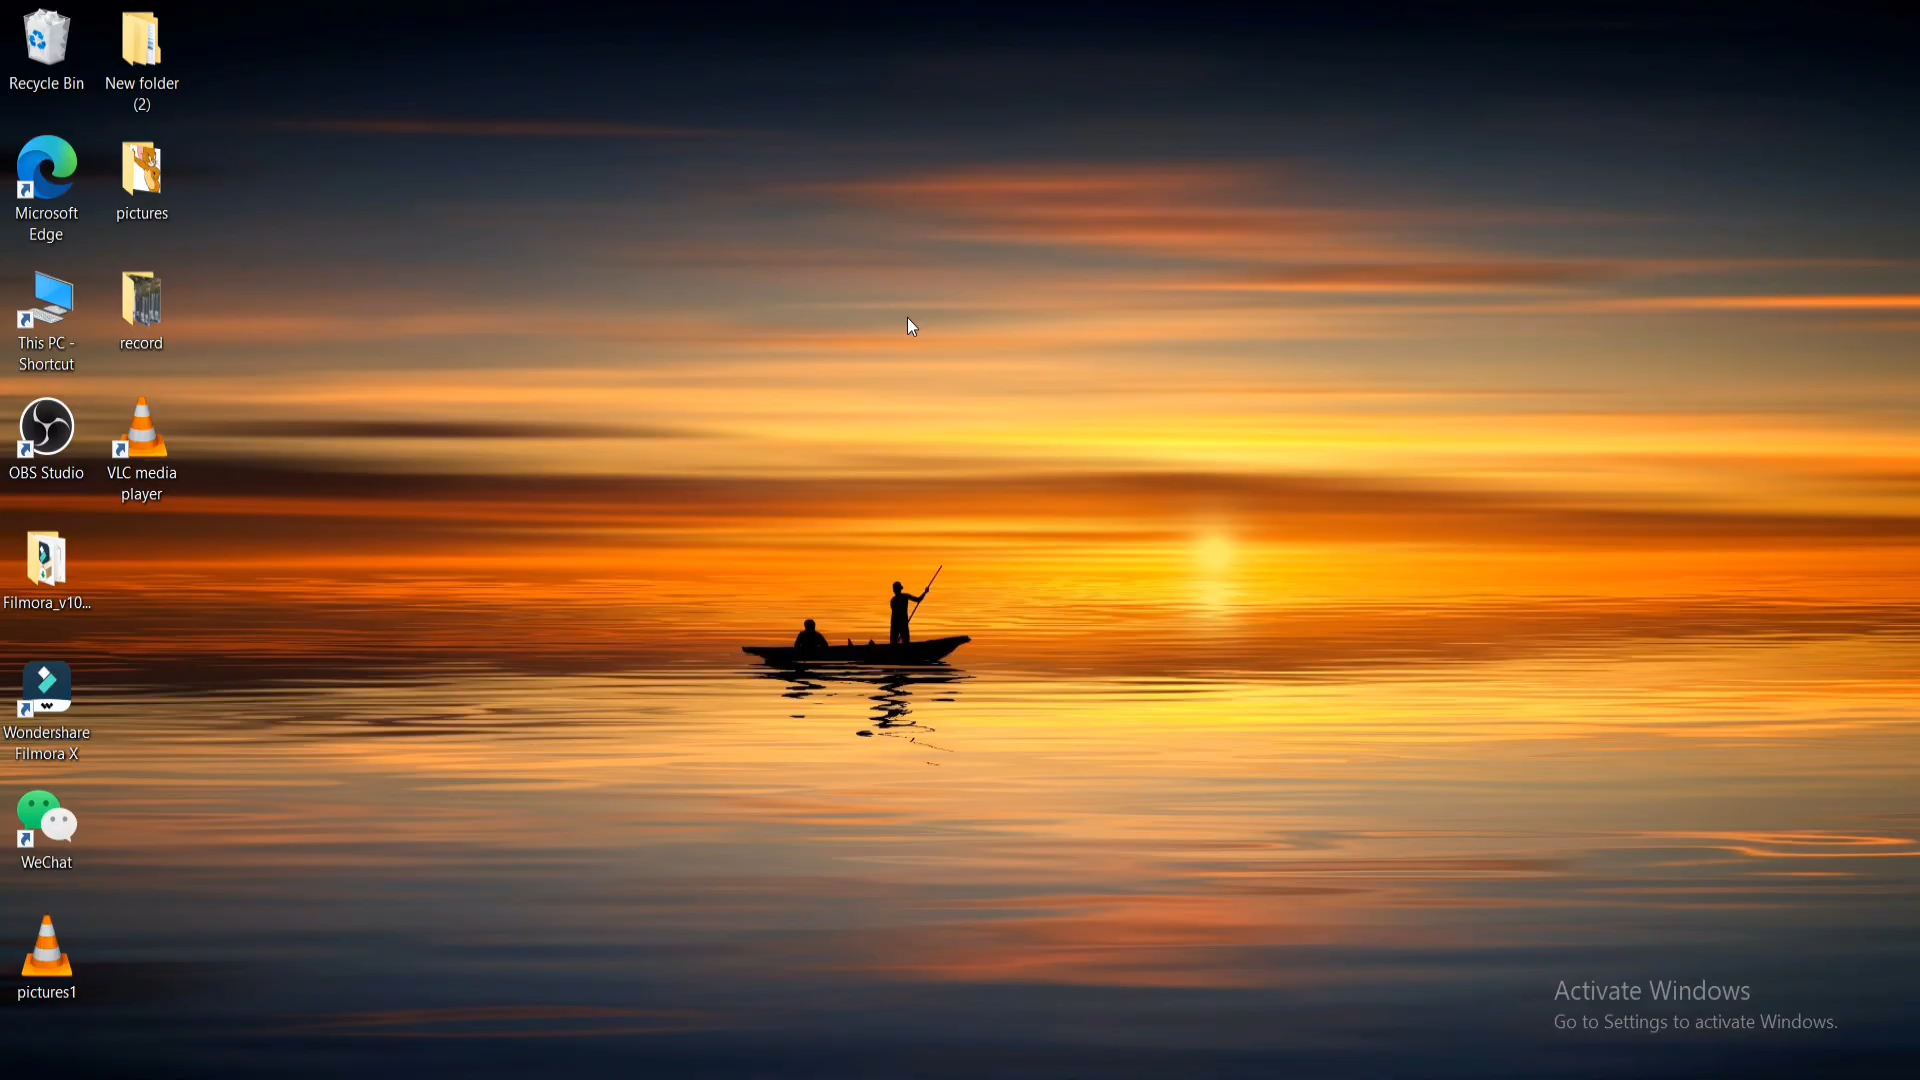 Recycle Bin
New folder
(2)
Microsoft
Edge
pictures
This PC -
Shortcut
record
OBS Studio
VLC media
player
Filmora_v10...
Wondershare
Filmora X
WeChat
pictures1
Activate Windows
Go to Settings to activate Windows.